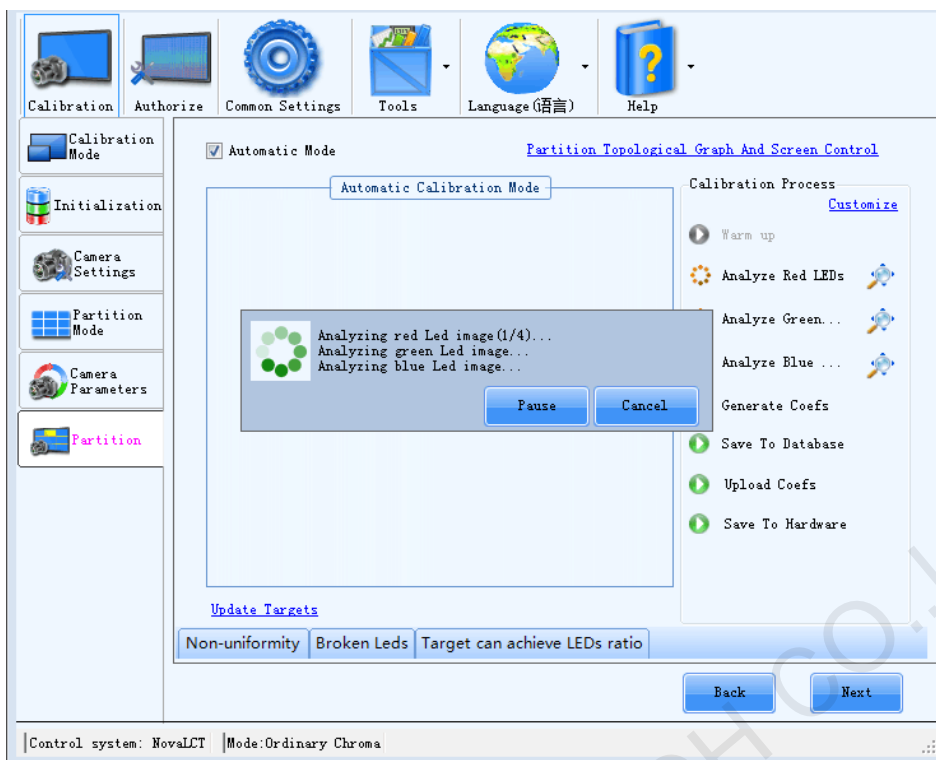 Calibration
Authorize
Common Settings
Tools
Language(语言)
Help
Calibration
Mode
Initialization
Camera
Settings
Partition
Mode
Camera
Parameters
Partition
Automatic Mode
Partition Topological Graph And Screen Control
Automatic Calibration Mode
Analyzing red Led image(1/4)...
Analyzing green Led image...
Analyzing blue Led image...
Pause
Cancel
Calibration Process
Customize
Warm up
Analyze Red LEDs
Analyze Green...
Analyze Blue ...
Generate Coefs
Save To Database
Upload Coefs
Save To Hardware
Update Targets
Non-uniformity
Broken Leds
Target can achieve LEDs ratio
Back
Next
Control system: NovaLCT
Mode:Ordinary Chroma